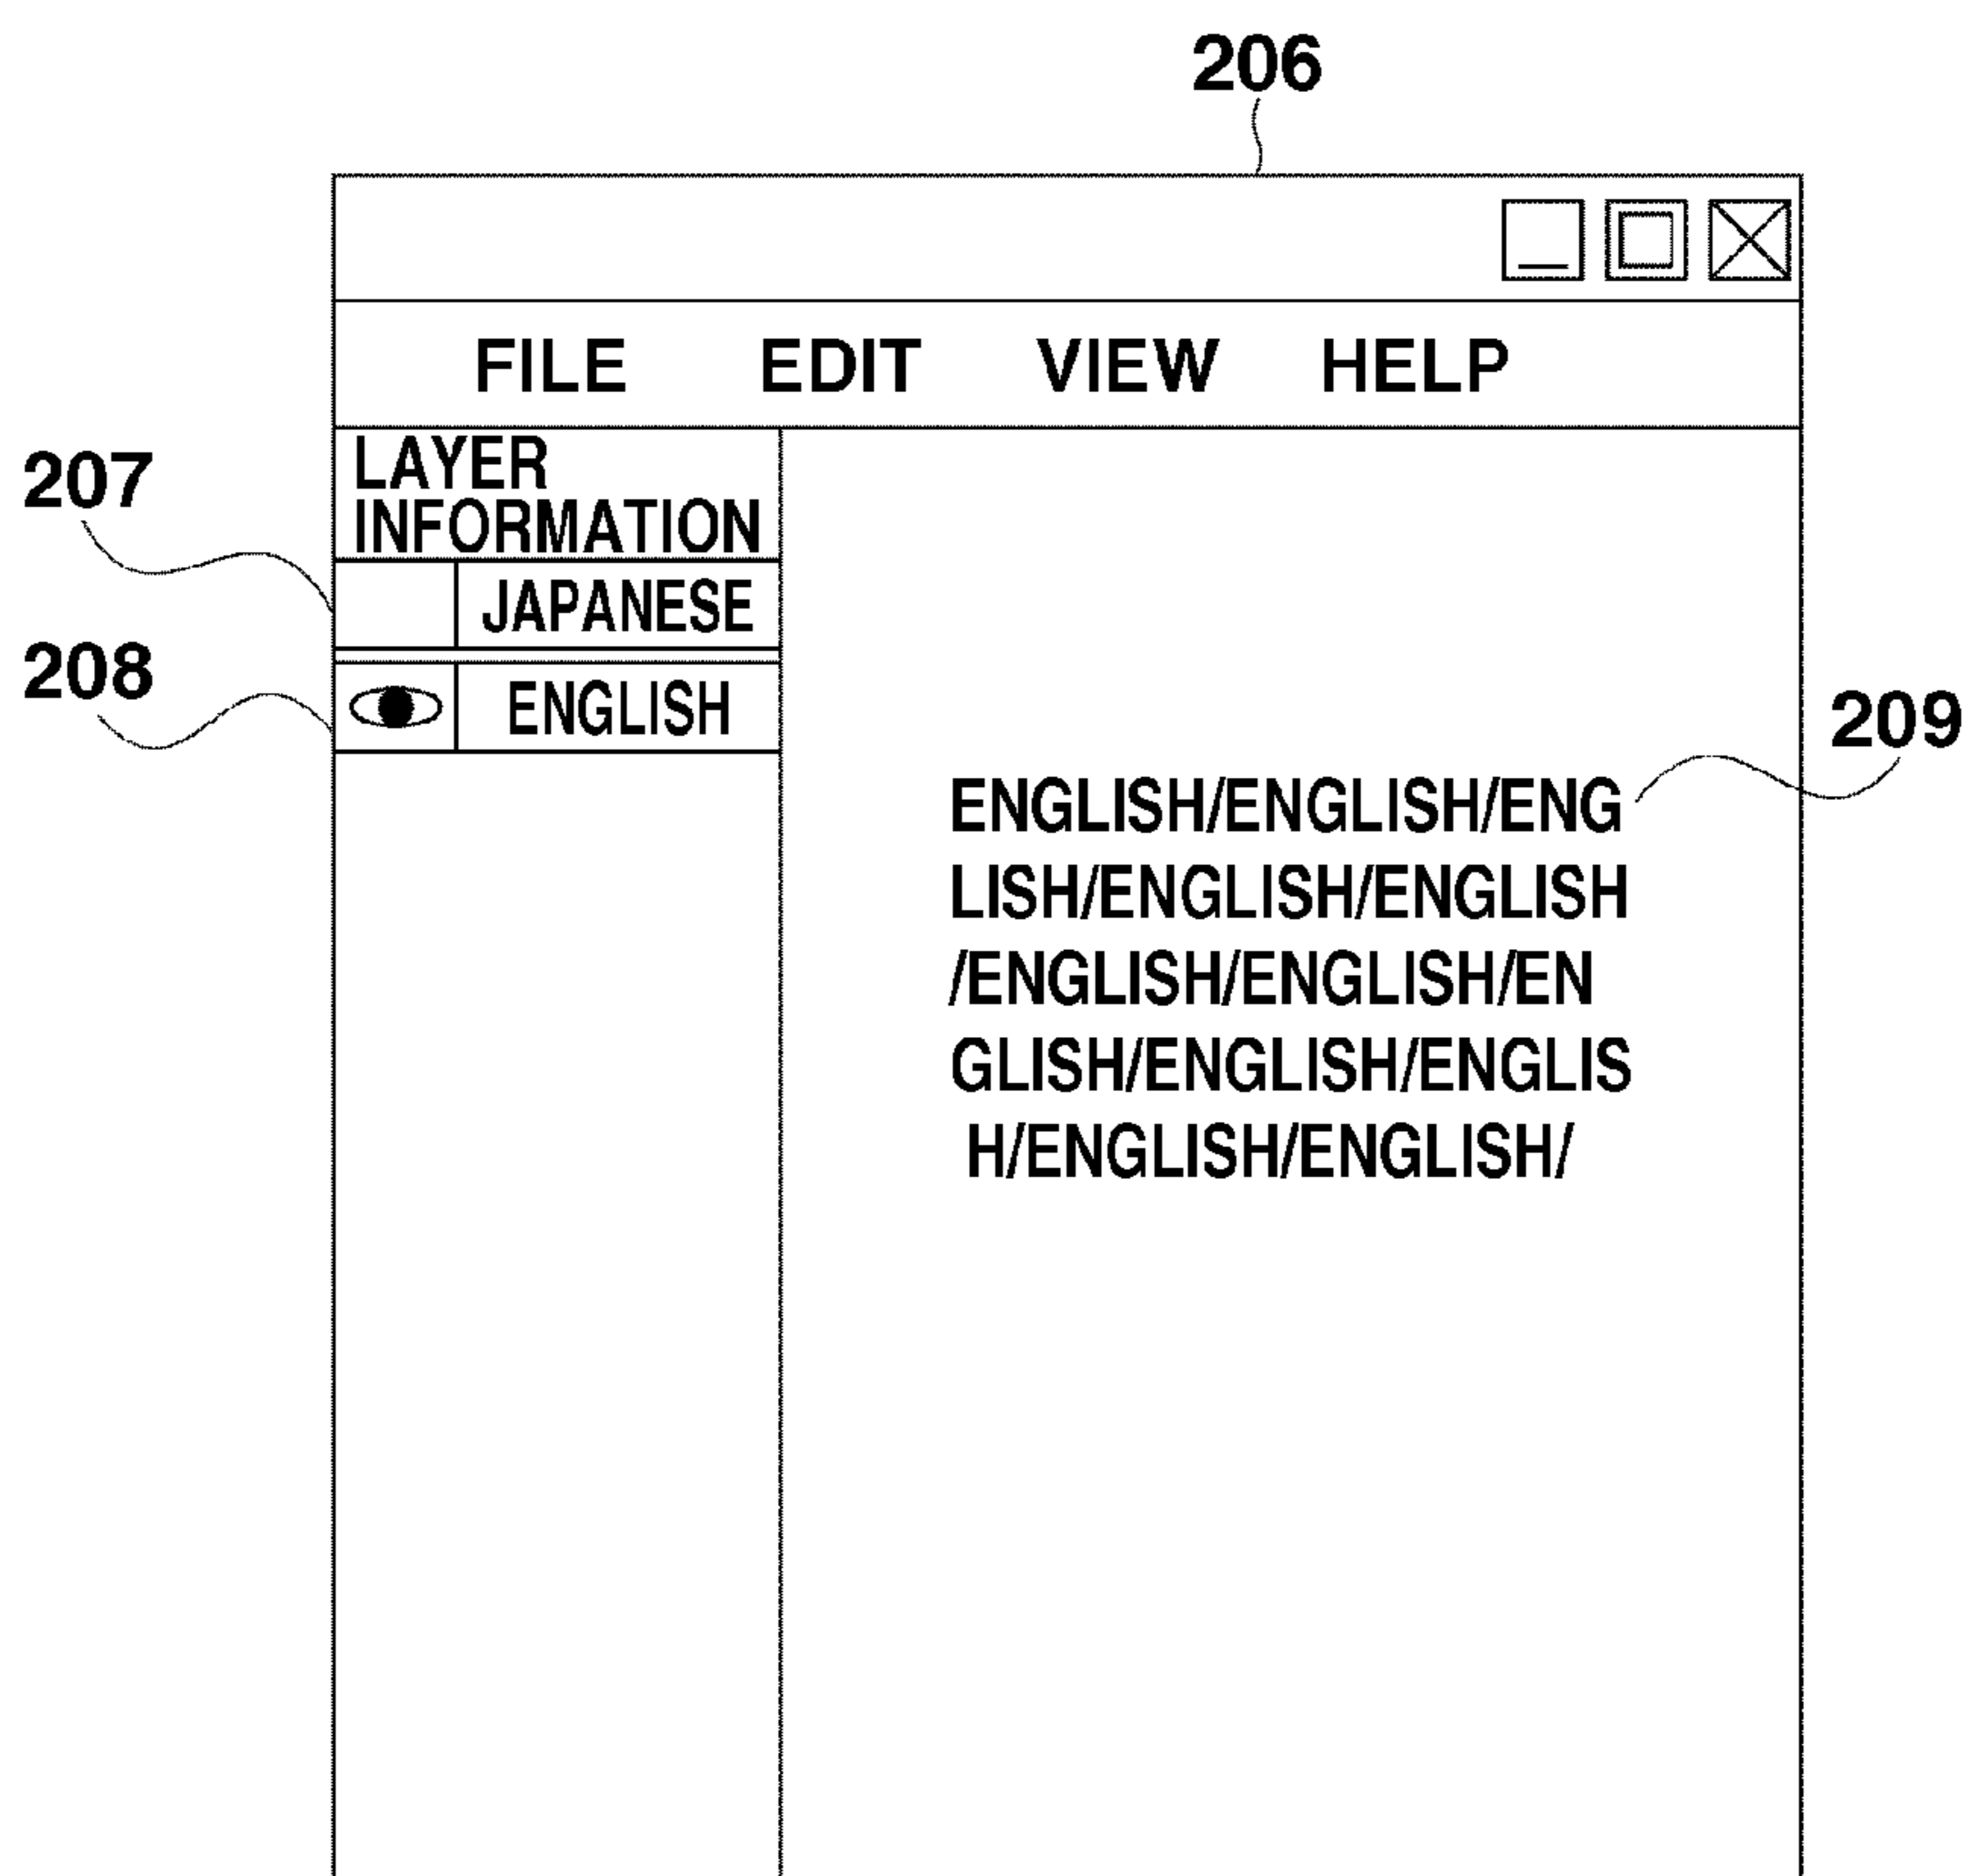 206
FILE EDIT VIEW HELP
207
LAYER
INFORMATION
JAPANESE
208
ENGLISH
209
ENGLISH/ENGLISH/ENG
LISH/ENGLISH/ENGLISH
/ENGLISH/ENGLISH/EN
GLISH/ENGLISH/ENGLIS
H/ENGLISH/ENGLISH/